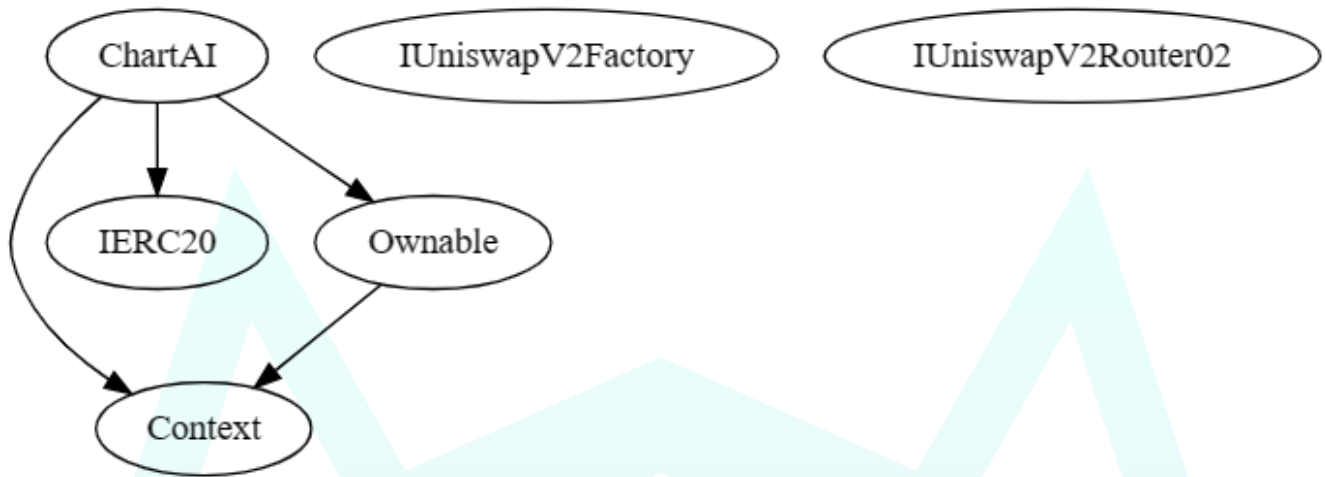 ChartAI
IUniswapV2Factory
IUniswapV2Router02
IERC20
Ownable
Context